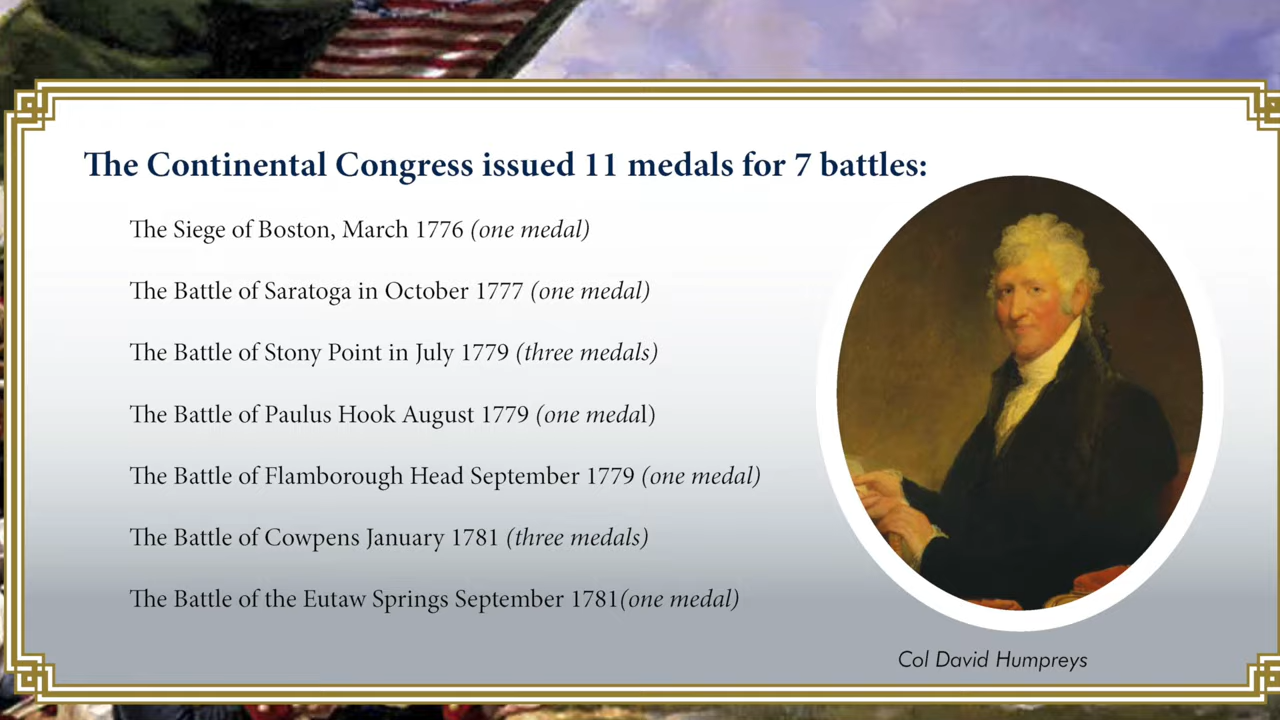 The Continental Congress issued 11 medals for 7 battles:
The Siege of Boston, March 1776 (one medal)
The Battle of Saratoga in October 1777 (one medal)
The Battle of Stony Point in July 1779 (three medals)
The Battle of Paulus Hook August 1779 (one medal)
The Battle of Flamborough Head September 1779 (one medal)
The Battle of Cowpens January 1781 (three medals)
The Battle of the Eutaw Springs September 1781(one medal)
Col David Humpreys